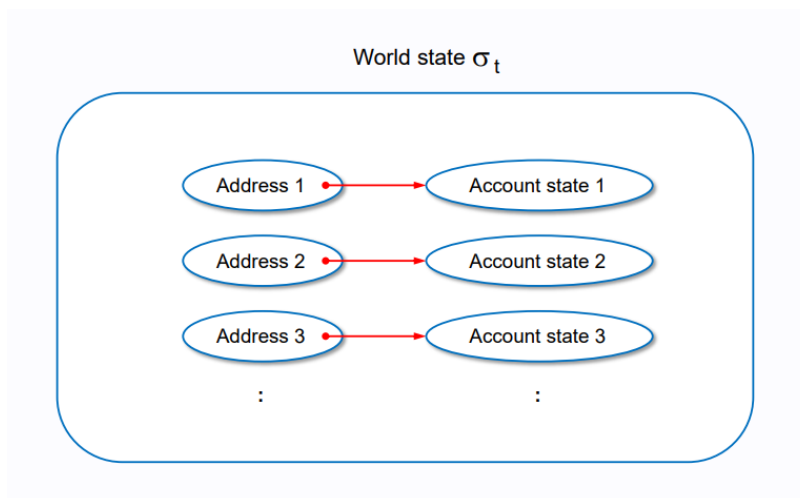 World state σt
Address 1 Account state 1
Address 2 Account state 2
Address 3 Account state 3
: :